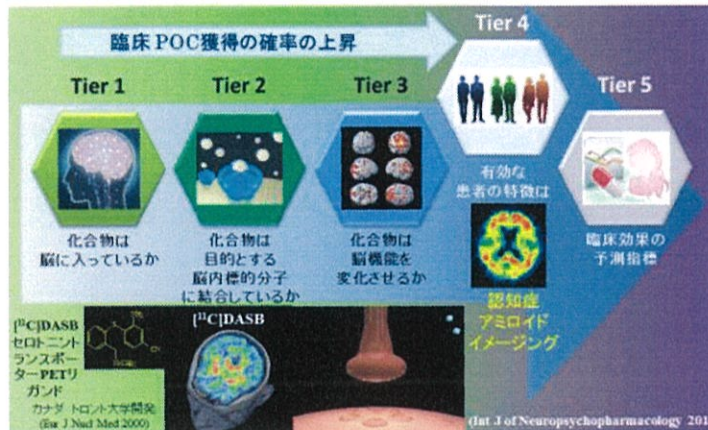 臨床POC獲得の確率の上昇
Tier 1
Tier 2
Tier 3
Tier 4
Tier 5
化合物は
脳に入っているか
化合物は
目的とする
脳内標的分子
に結合しているか
化合物は
脳機能を
変化させるか
有効な
患者の特徴は
臨床効果の
予測指標
認知症
アミロイド
イメージング
[¹¹C]DASB
セロトニント
ランスポー
ターPETリ
ガンド
カナダ トロント大学開発
(Eur J Nucl Med 2000)
[¹¹C]DASB
(Int J of Neuropsychopharmacology 201